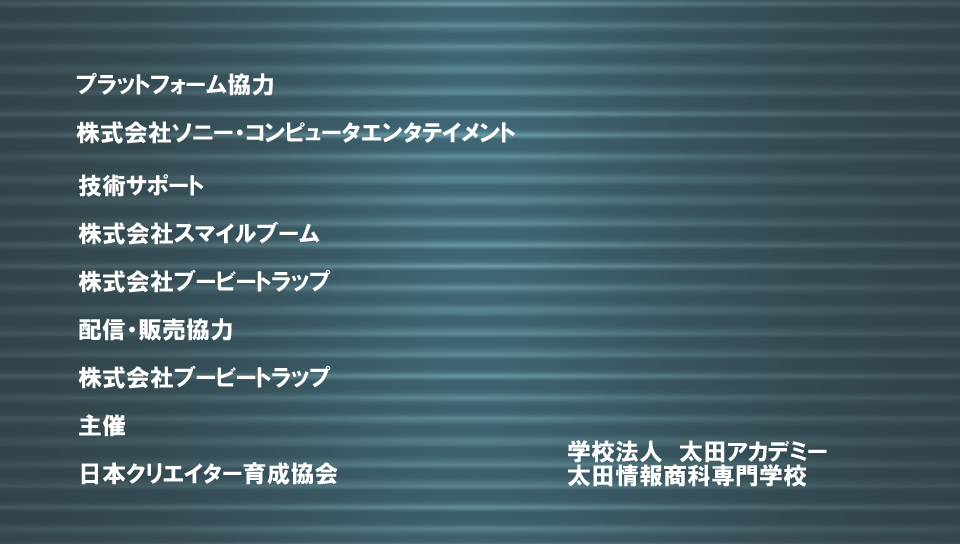 プラットフォーム協力
株式会社ソニー・コンピュータエンタテイメント
技術サポート
株式会社スマイルブーム
株式会社ブービートラップ
配信・販売協力
株式会社ブービートラップ
主催
日本クリエイター育成協会
学校法人　太田アカデミー
太田情報商科専門学校